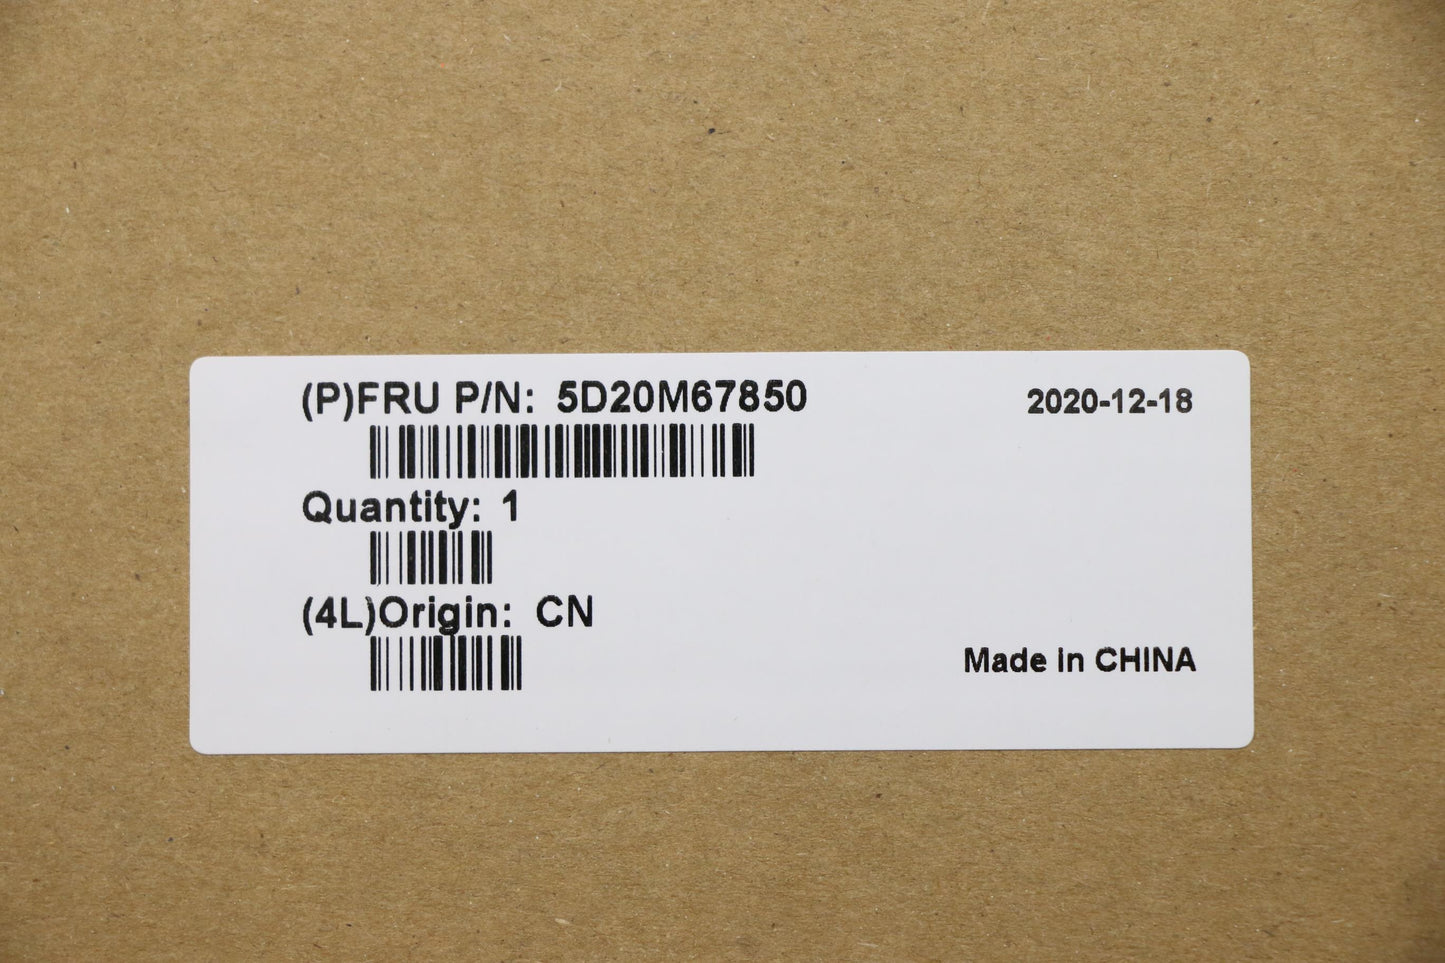 (P)FRU P/N: 5D20M67850
2020-12-18
Quantity: 1
(4L)Origin: CN
Made in CHINA